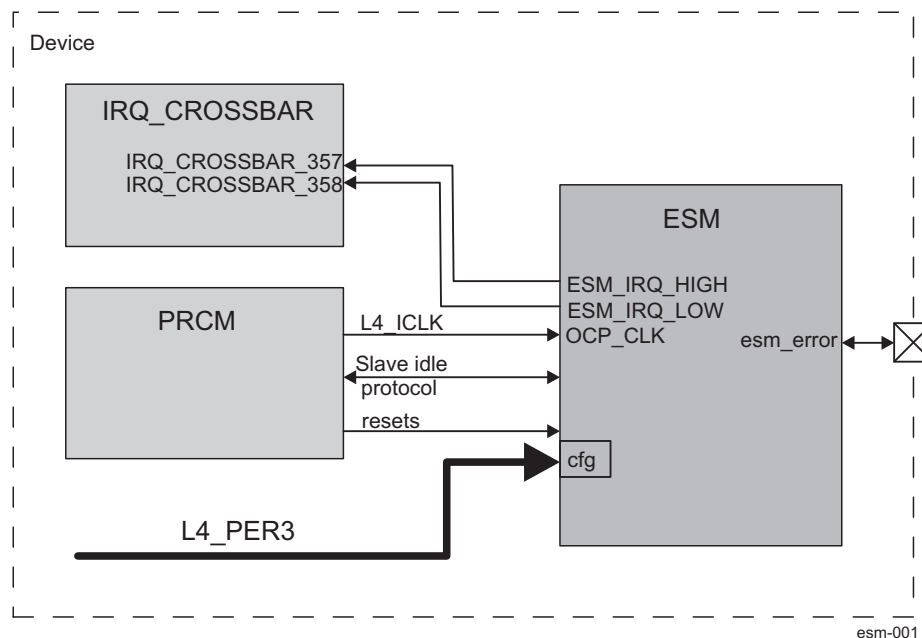 Device
IRQ_CROSSBAR
IRQ_CROSSBAR_357
IRQ_CROSSBAR_358
ESM
ESM_IRQ_HIGH
ESM_IRQ_LOW
OCP_CLK
esm_error
PRCM
L4_ICLK
Slave idle
protocol
resets
cfg
L4_PER3
esm-001